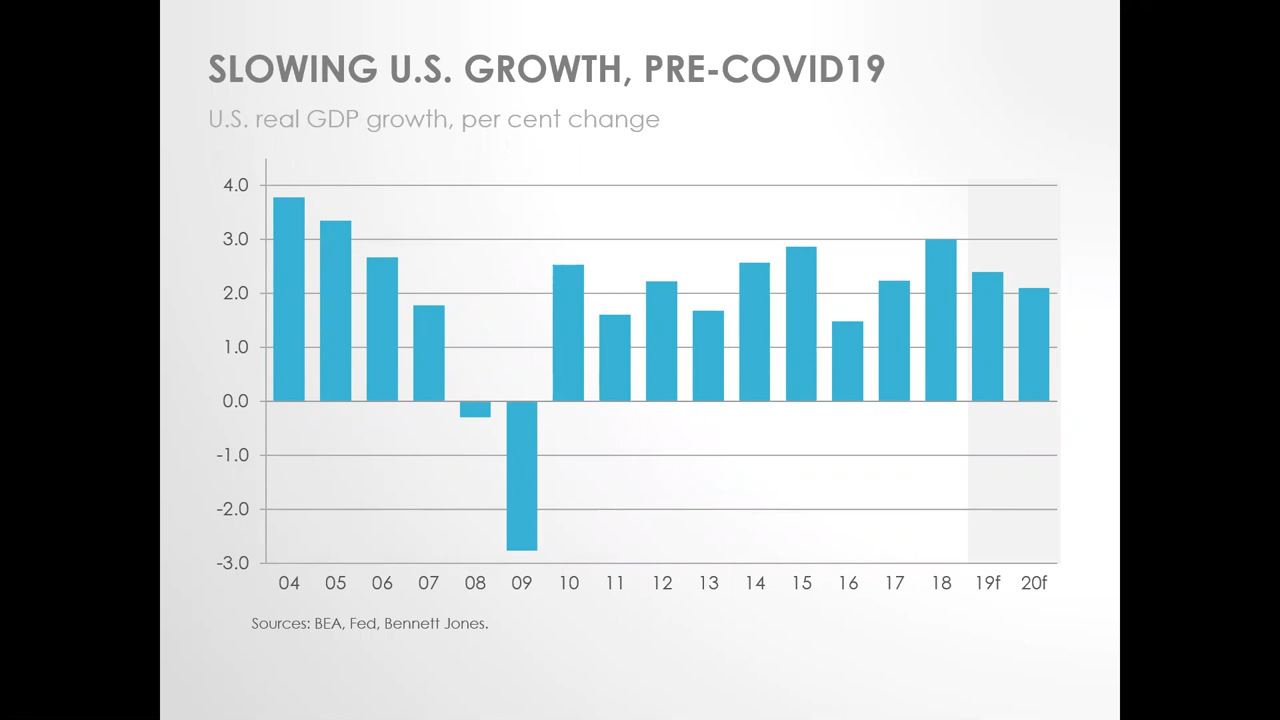 SLOWING U.S. GROWTH, PRE-COVID19
U.S. real GDP growth, per cent change
4.0
3.0
2.0
1.0
0.0
-1.0
-2.0
-3.0
04 05 06 07 08 09 10 11 12 13 14 15 16 17 18 19f 20f
Sources: BEA, Fed, Bennett Jones.